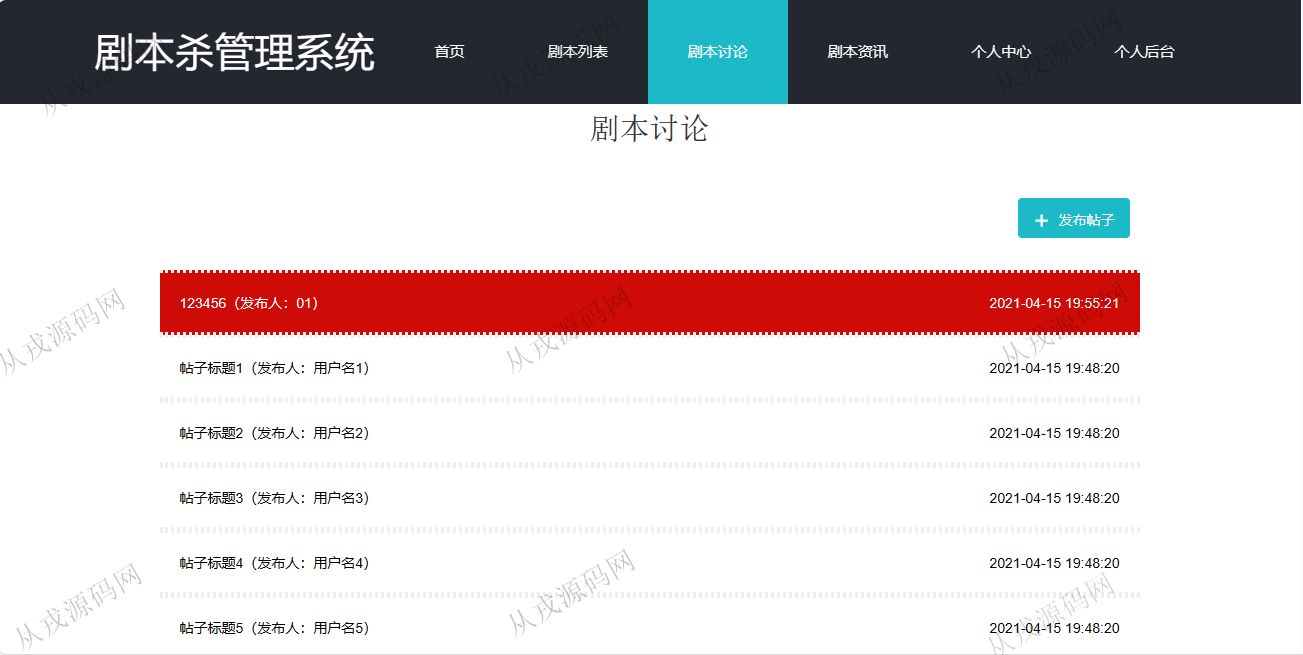 剧本杀管理系统 首页 剧本列表 剧本讨论 剧本资讯 个人中心 个人后台
剧本讨论
+ 发布帖子
123456（发布人：01） 2021-04-15 19:55:21
帖子标题1（发布人：用户名1） 2021-04-15 19:48:20
帖子标题2（发布人：用户名2） 2021-04-15 19:48:20
帖子标题3（发布人：用户名3） 2021-04-15 19:48:20
帖子标题4（发布人：用户名4） 2021-04-15 19:48:20
帖子标题5（发布人：用户名5） 2021-04-15 19:48:20
从戎源码网
从戎源码网
从戎源码网
从戎源码网
从戎源码网
从戎源码网
从戎源码网
从戎源码网
从戎源码网